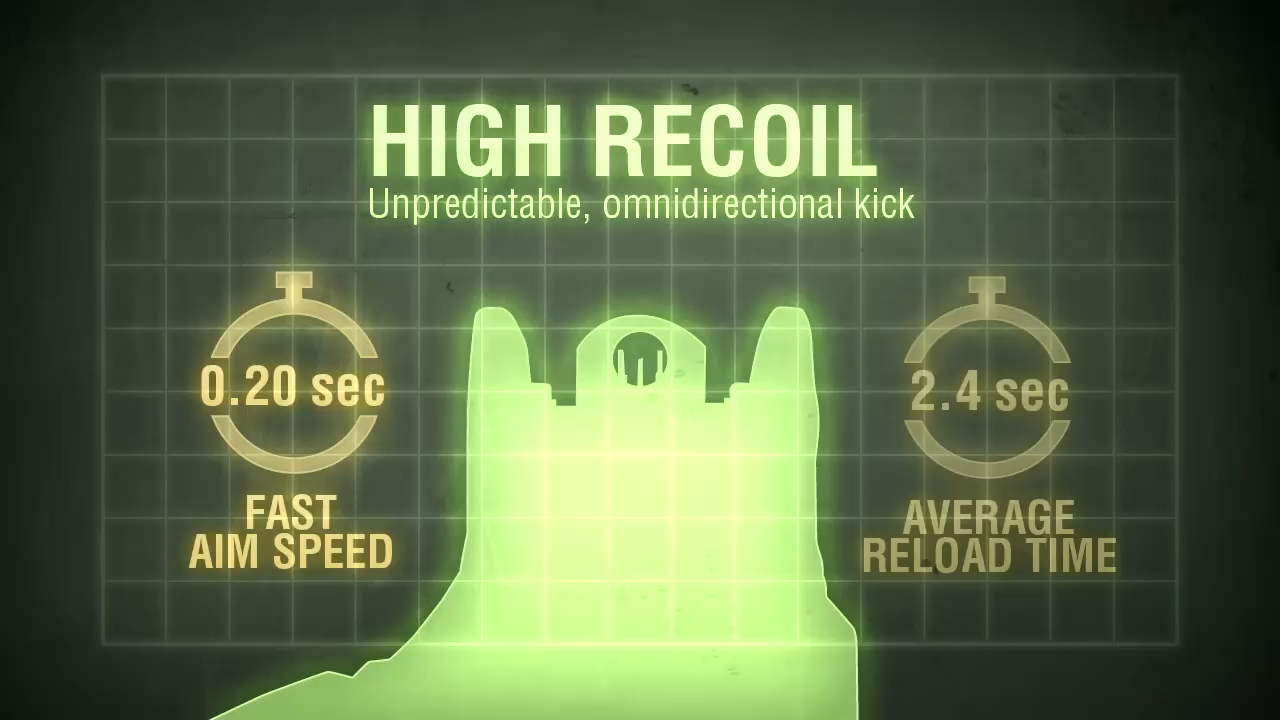 HIGH RECOIL
Unpredictable, omnidirectional kick
0.20 sec
FAST
AIM SPEED
2.4 sec
AVERAGE
RELOAD TIME